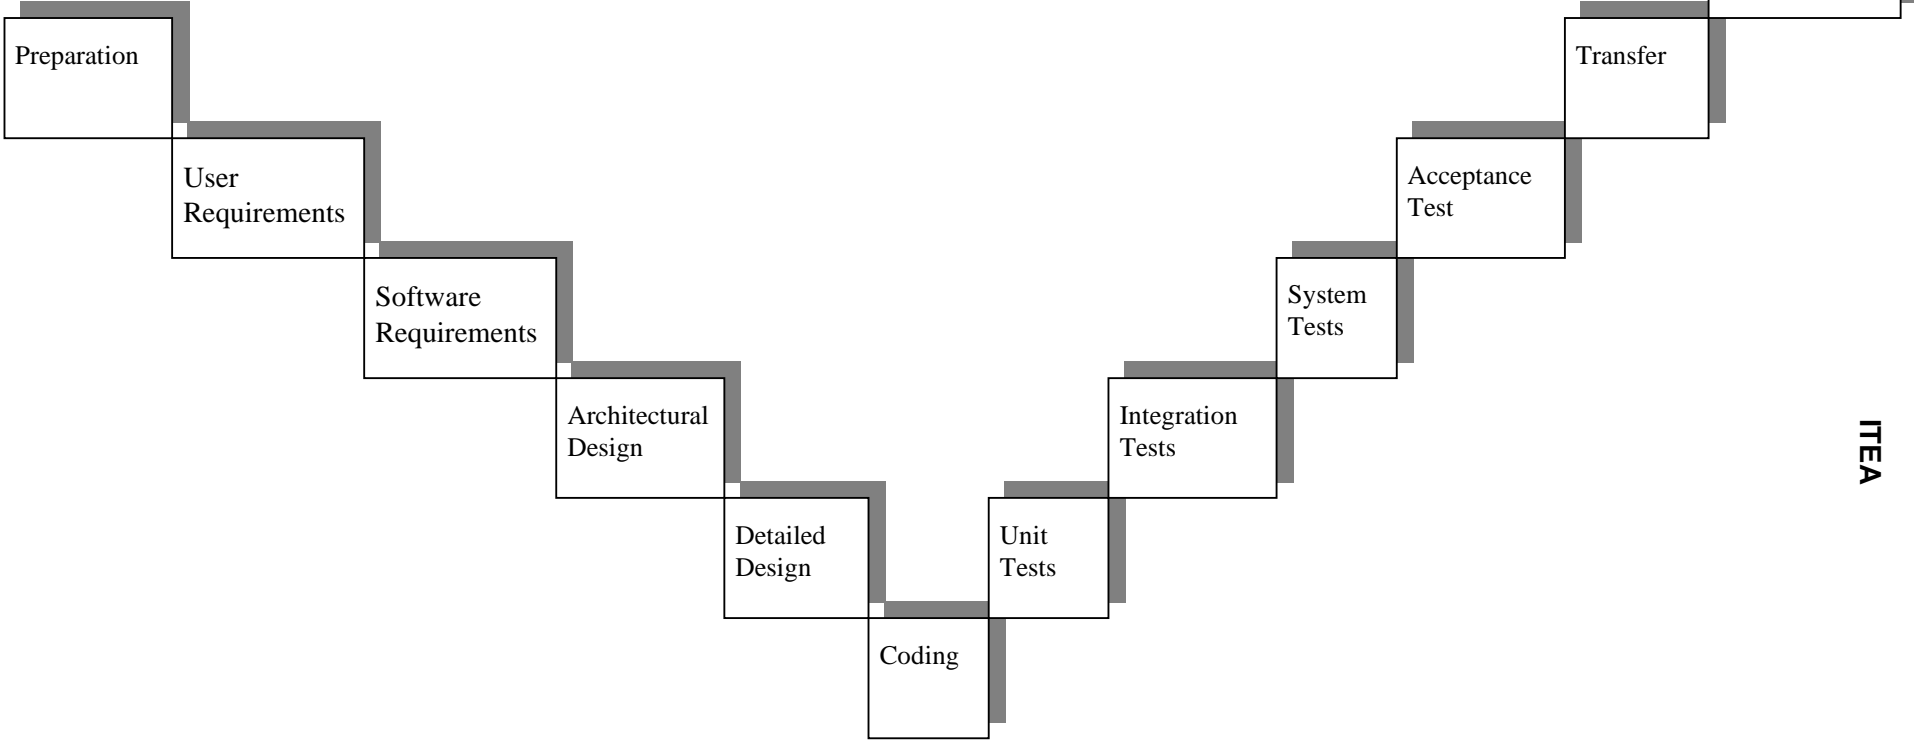 Preparation
User
Requirements
Software
Requirements
Architectural
Design
Detailed
Design
Coding
Unit
Tests
Integration
Tests
System
Tests
Acceptance
Test
Transfer
ITEA